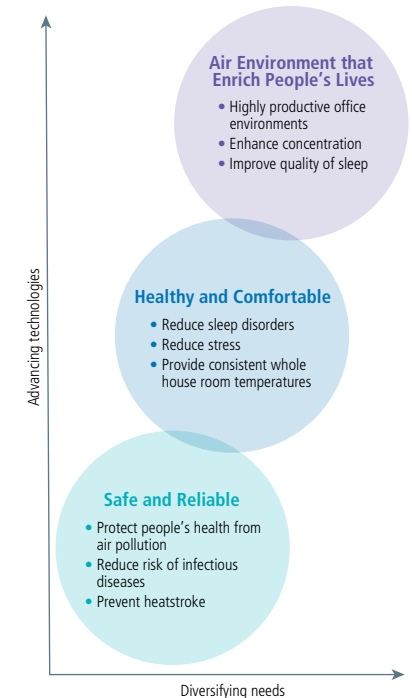 Air Environment that
Enrich People's Lives
• Highly productive office
environments
• Enhance concentration
• Improve quality of sleep
Healthy and Comfortable
• Reduce sleep disorders
• Reduce stress
• Provide consistent whole
house room temperatures
Safe and Reliable
• Protect people's health from
air pollution
• Reduce risk of infectious
diseases
• Prevent heatstroke
Advancing technologies
Diversifying needs